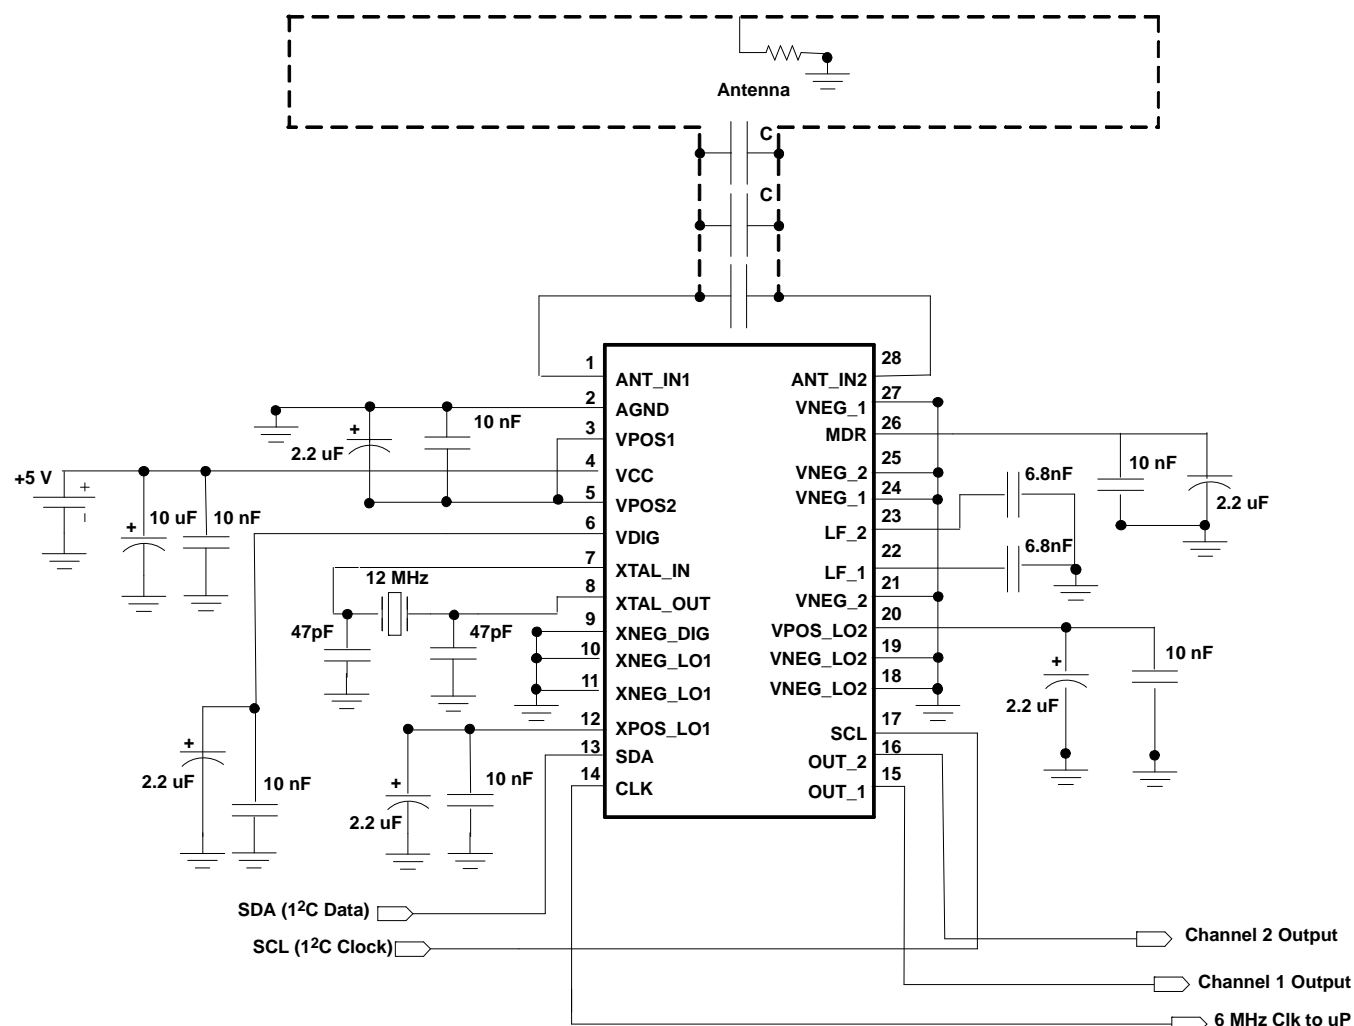 Antenna
C
C
1
ANT_IN1
2
AGND
3
VPOS1
4
VCC
5
VPOS2
6
VDIG
7
XTAL_IN
8
XTAL_OUT
9
XNEG_DIG
10
XNEG_LO1
11
XNEG_LO1
12
XPOS_LO1
13
SDA
14
CLK
28
ANT_IN2
27
VNEG_1
26
MDR
25
VNEG_2
24
VNEG_1
23
LF_2
22
LF_1
21
VNEG_2
20
VPOS_LO2
19
VNEG_LO2
18
VNEG_LO2
17
SCL
16
OUT_2
15
OUT_1
+
2.2 uF
10 nF
+5 V
+
–
+
10 uF
10 nF
12 MHz
47pF
47pF
+
2.2 uF
10 nF
+
2.2 uF
10 nF
6.8nF
6.8nF
10 nF
+
2.2 uF
+
2.2 uF
10 nF
SDA (1²C Data)
SCL (1²C Clock)
Channel 2 Output
Channel 1 Output
6 MHz Clk to uP